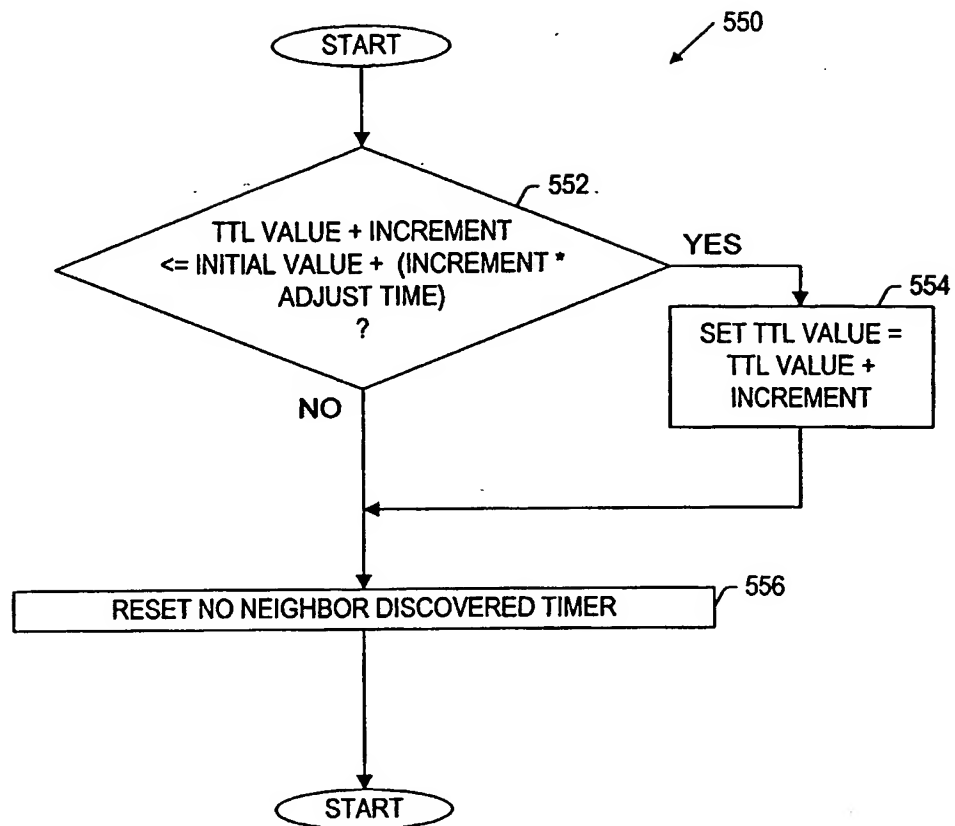 550
START
552
TTL VALUE + INCREMENT
<= INITIAL VALUE + (INCREMENT *
ADJUST TIME)
?
YES
554
SET TTL VALUE =
TTL VALUE +
INCREMENT
NO
556
RESET NO NEIGHBOR DISCOVERED TIMER
START